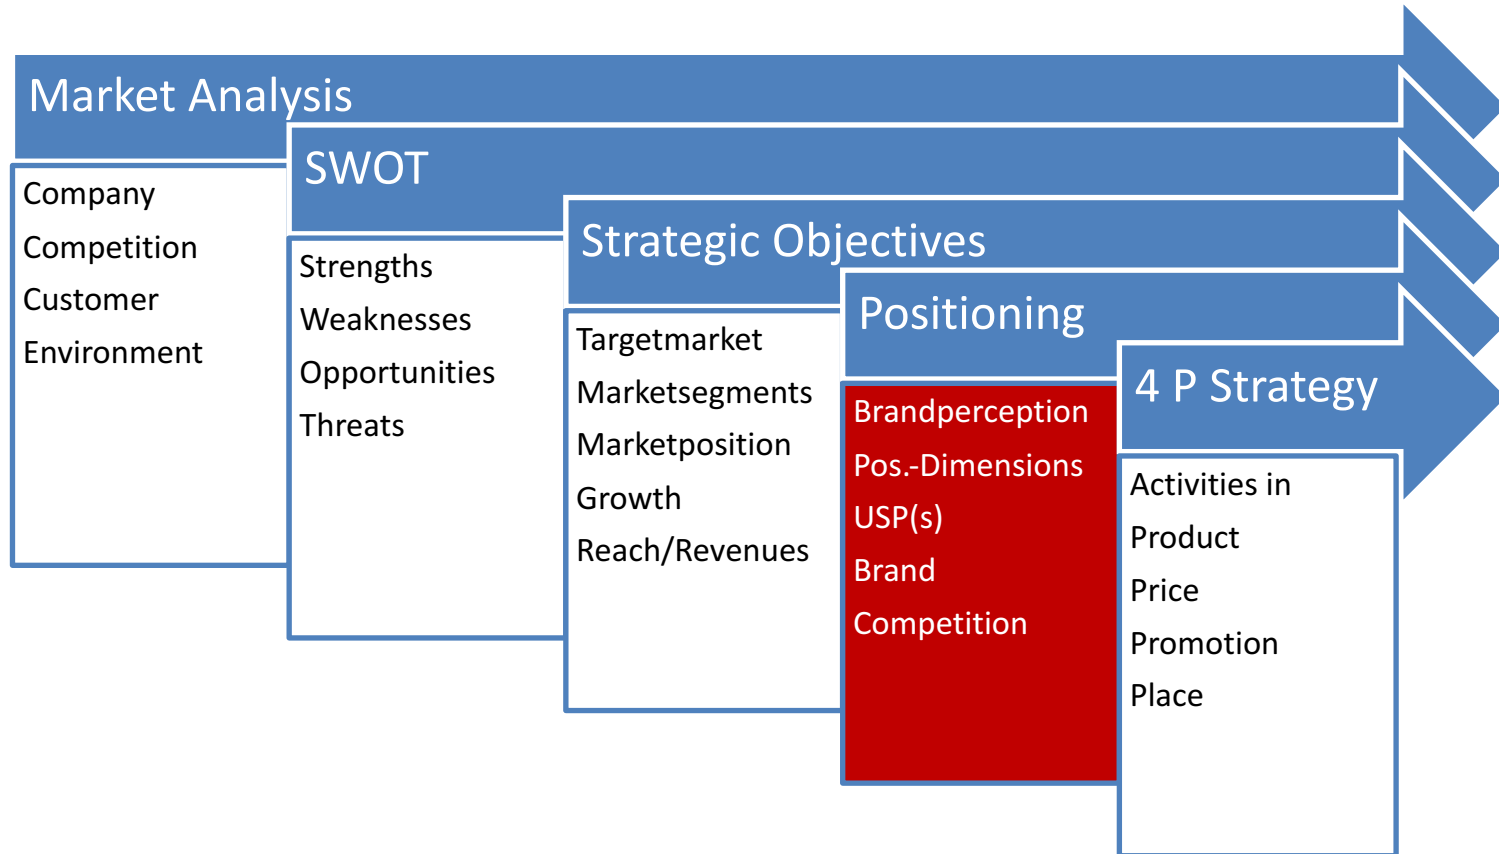 Market Analysis
Company
Competition
Customer
Environment
SWOT
Strengths
Weaknesses
Opportunities
Threats
Strategic Objectives
Targetmarket
Marketsegments
Marketposition
Growth
Reach/Revenues
Positioning
Brandperception
Pos.-Dimensions
USP(s)
Brand
Competition
4 P Strategy
Activities in
Product
Price
Promotion
Place